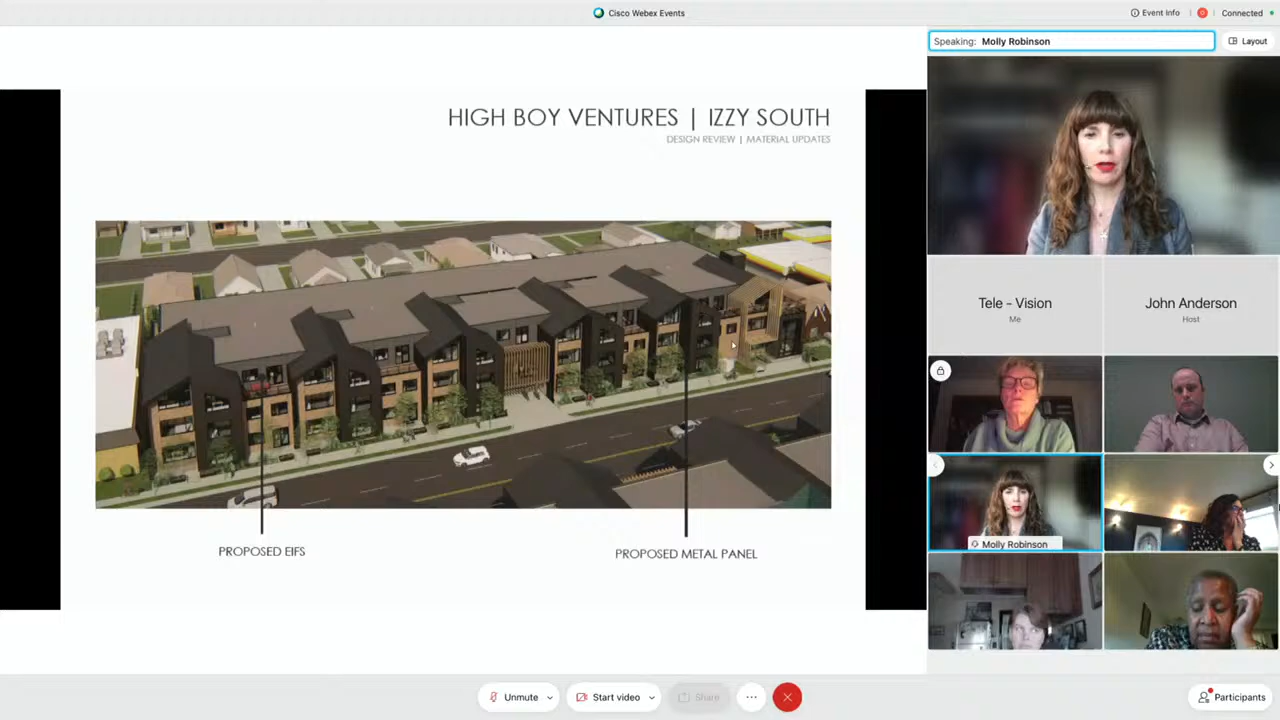 Cisco Webex Events
Event Info
Connected
Speaking: Molly Robinson
Layout
HIGH BOY VENTURES | IZZY SOUTH
DESIGN REVIEW | MATERIAL UPDATES
Tele - Vision
Me
John Anderson
Host
Molly Robinson
PROPOSED EIFS
PROPOSED METAL PANEL
Unmute
Start video
Share
Participants